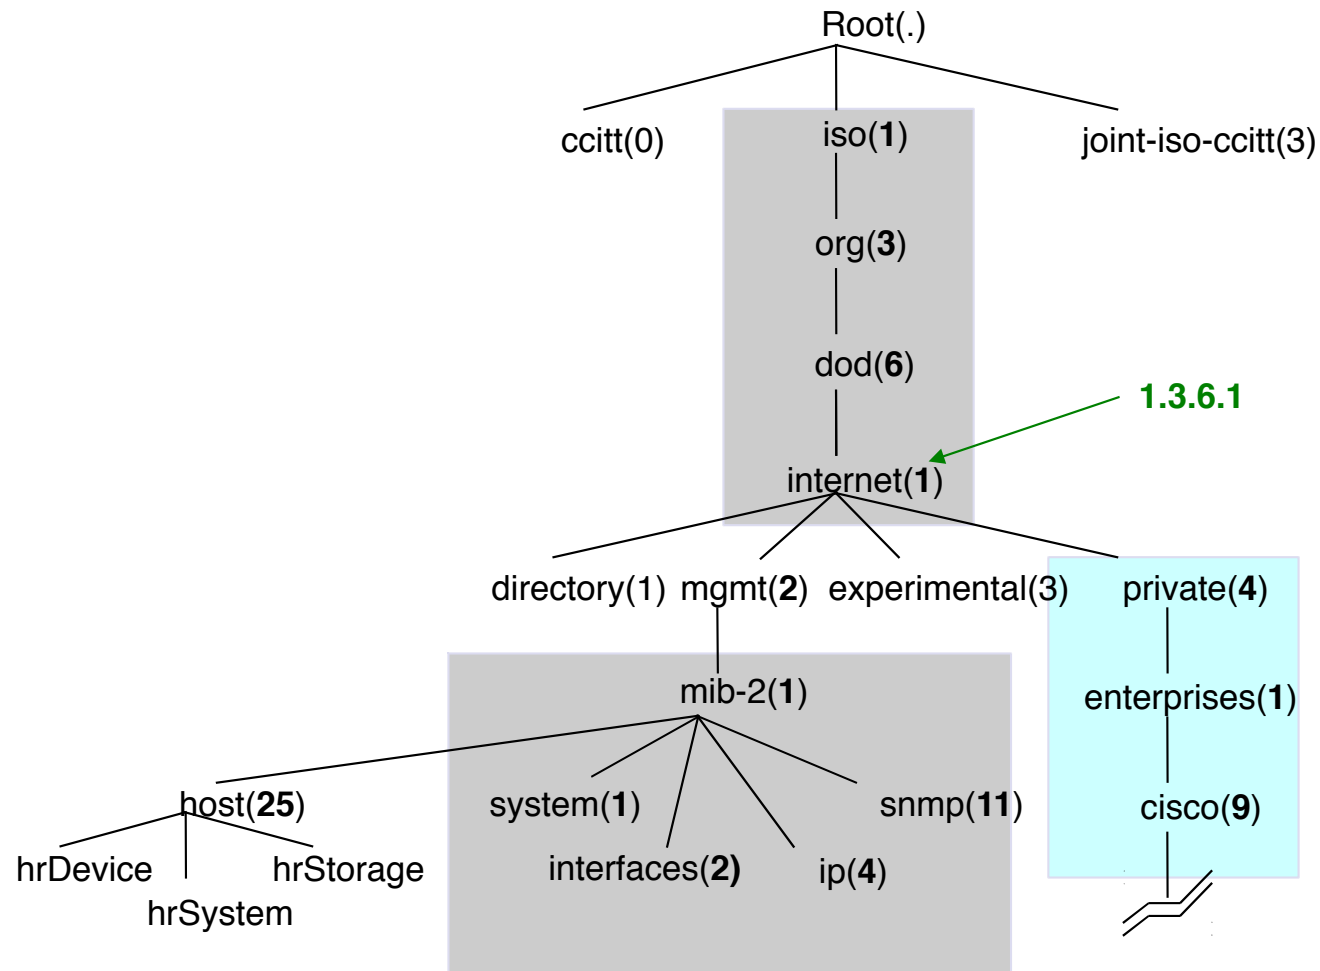 Root(.)
ccitt(0)
iso(1)
joint-iso-ccitt(3)
org(3)
dod(6)
1.3.6.1
internet(1)
directory(1)
mgmt(2)
experimental(3)
private(4)
mib-2(1)
enterprises(1)
host(25)
system(1)
snmp(11)
cisco(9)
hrDevice
hrStorage
interfaces(2)
ip(4)
hrSystem